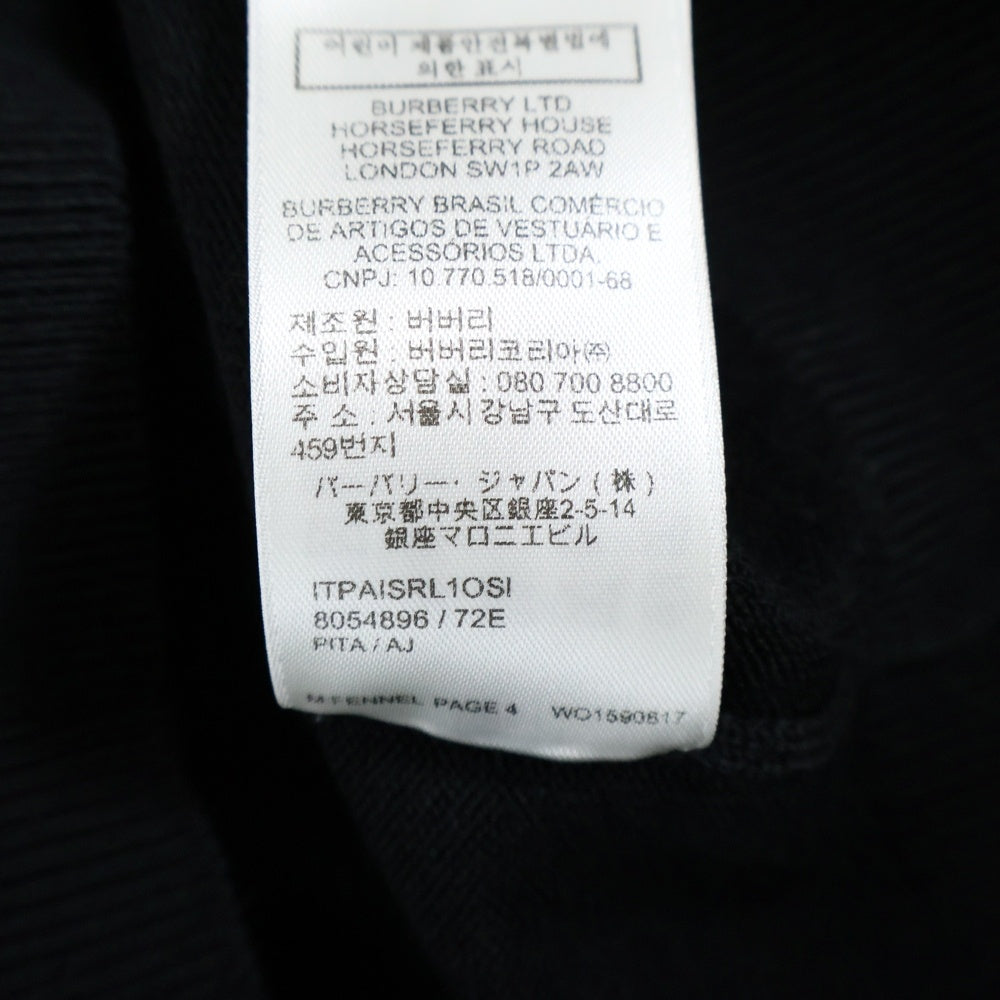 어린이 제품안전특별법에
의한 표시
BURBERRY LTD
HORSEFERRY HOUSE
HORSEFERRY ROAD
LONDON SW1P 2AW
BURBERRY BRASIL COMÉRCIO
DE ARTIGOS DE VESTUÁRIO E
ACESSÓRIOS LTDA.
CNPJ: 10.770.518/0001-68
제조원 : 버버리
수입원 : 버버리코리아㈜
소비자상담실 : 080 700 8800
주 소 : 서울시 강남구 도산대로
459번지
バーバリー・ジャパン(株)
東京都中央区銀座2-5-14
銀座マロニエビル
ITPAISRL1OSI
8054896 / 72E
PITA / AJ
M FENNEL PAGE 4 WO1590817